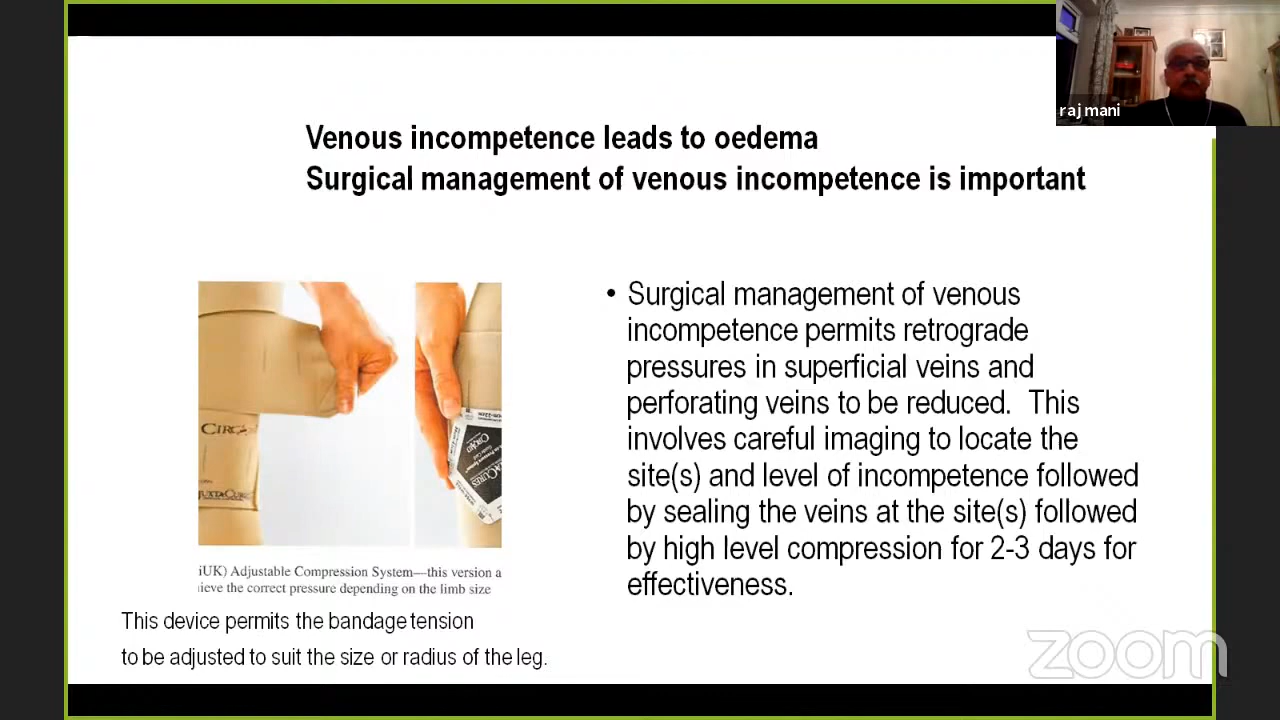 raj mani
Venous incompetence leads to oedema
Surgical management of venous incompetence is important
• Surgical management of venous
incompetence permits retrograde
pressures in superficial veins and
perforating veins to be reduced. This
involves careful imaging to locate the
site(s) and level of incompetence followed
by sealing the veins at the site(s) followed
by high level compression for 2-3 days for
effectiveness.
iUK) Adjustable Compression System—this version a
ieve the correct pressure depending on the limb size
This device permits the bandage tension
to be adjusted to suit the size or radius of the leg.
zoom